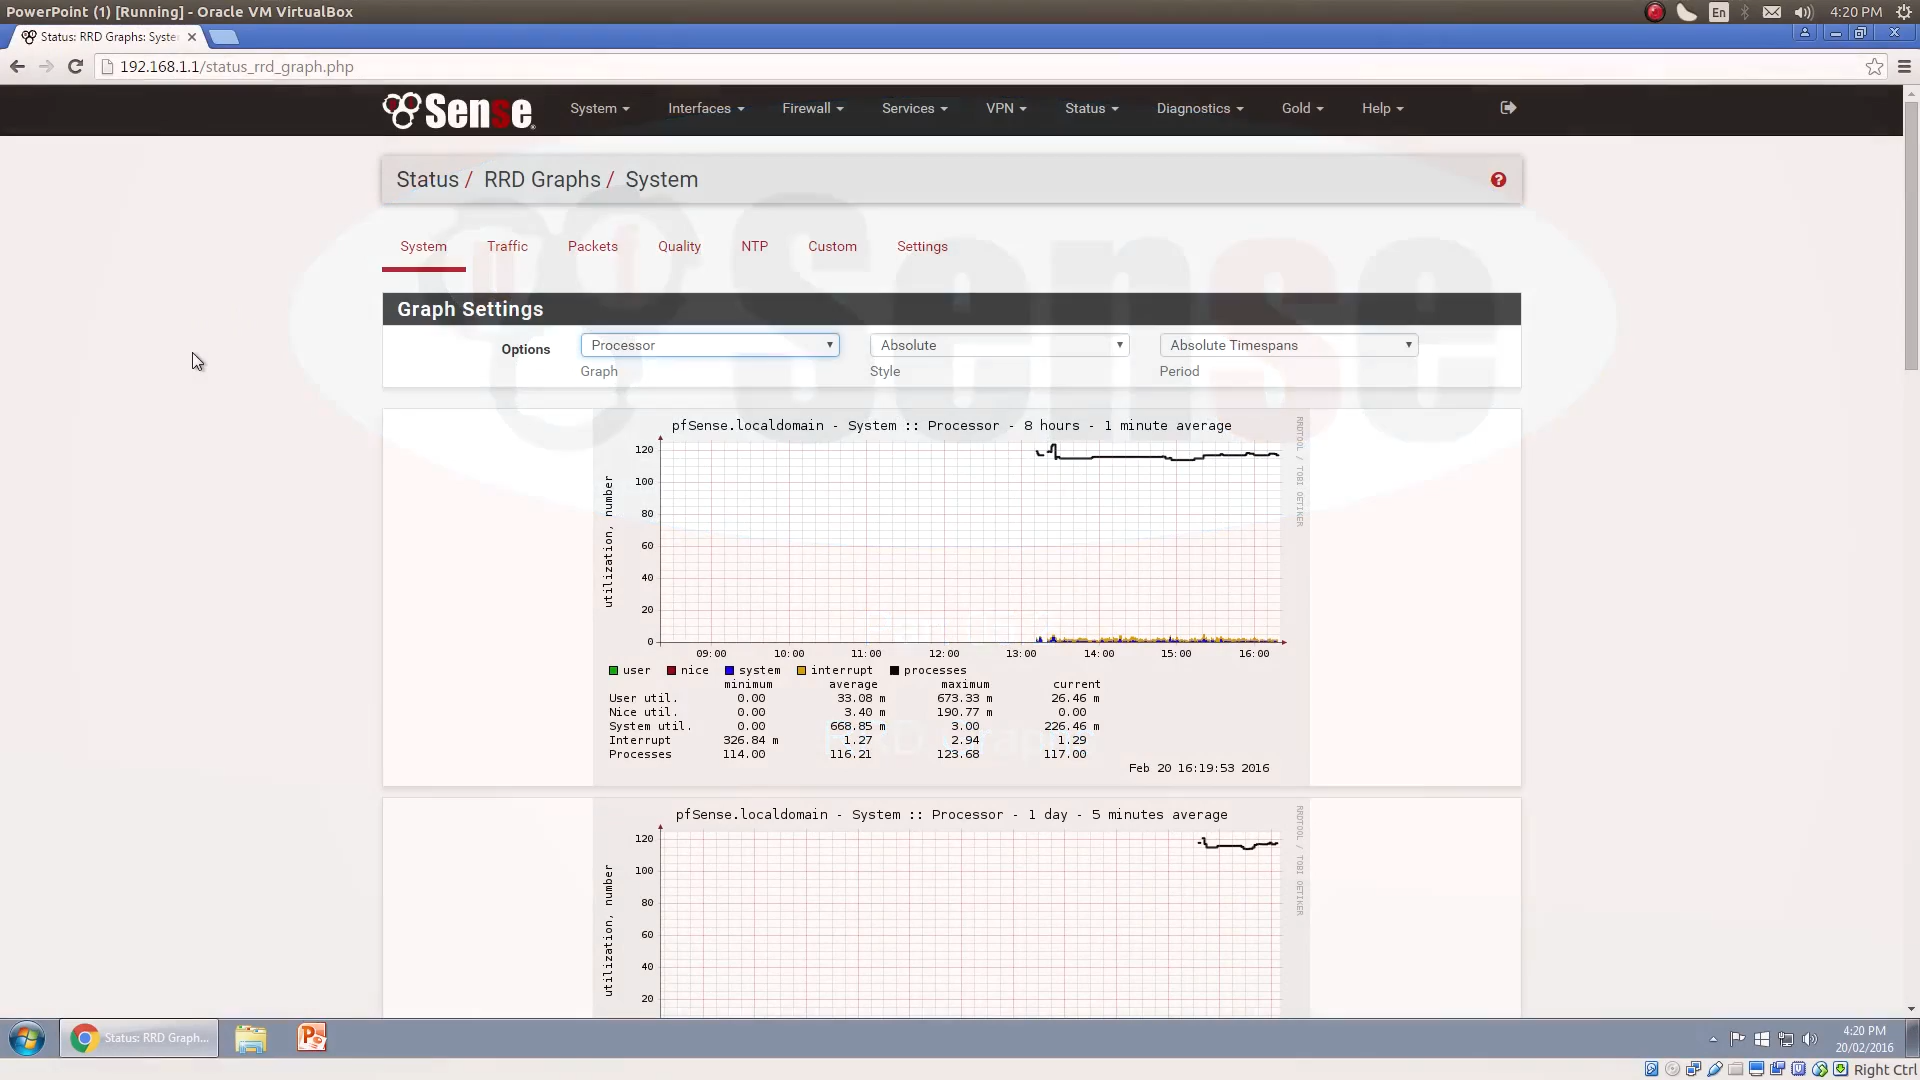 PowerPoint (1) [Running] - Oracle VM VirtualBox
En
4:20 PM
Status: RRD Graphs: Syste
192.168.1.1/status_rrd_graph.php
Sense
System Interfaces Firewall Services VPN Status Diagnostics Gold Help
Status / RRD Graphs / System
System Traffic Packets Quality NTP Custom Settings
Graph Settings
Options Processor Absolute Absolute Timespans
Graph Style Period
pfSense.localdomain - System :: Processor - 8 hours - 1 minute average
RRDTOOL / TOBI OETIKER
utilization, number
120
100
80
60
40
20
0
09:00 10:00 11:00 12:00 13:00 14:00 15:00 16:00
user nice system interrupt processes
minimum average maximum current
User util. 0.00 33.08 m 673.33 m 26.46 m
Nice util. 0.00 3.40 m 190.77 m 0.00
System util. 0.00 668.85 m 3.00 226.46 m
Interrupt 326.84 m 1.27 2.94 1.29
Processes 114.00 116.21 123.68 117.00
Feb 20 16:19:53 2016
pfSense.localdomain - System :: Processor - 1 day - 5 minutes average
RRDTOOL / TOBI OETIKER
utilization, number
120
100
80
60
40
20
Status: RRD Graph...
4:20 PM
20/02/2016
Right Ctrl